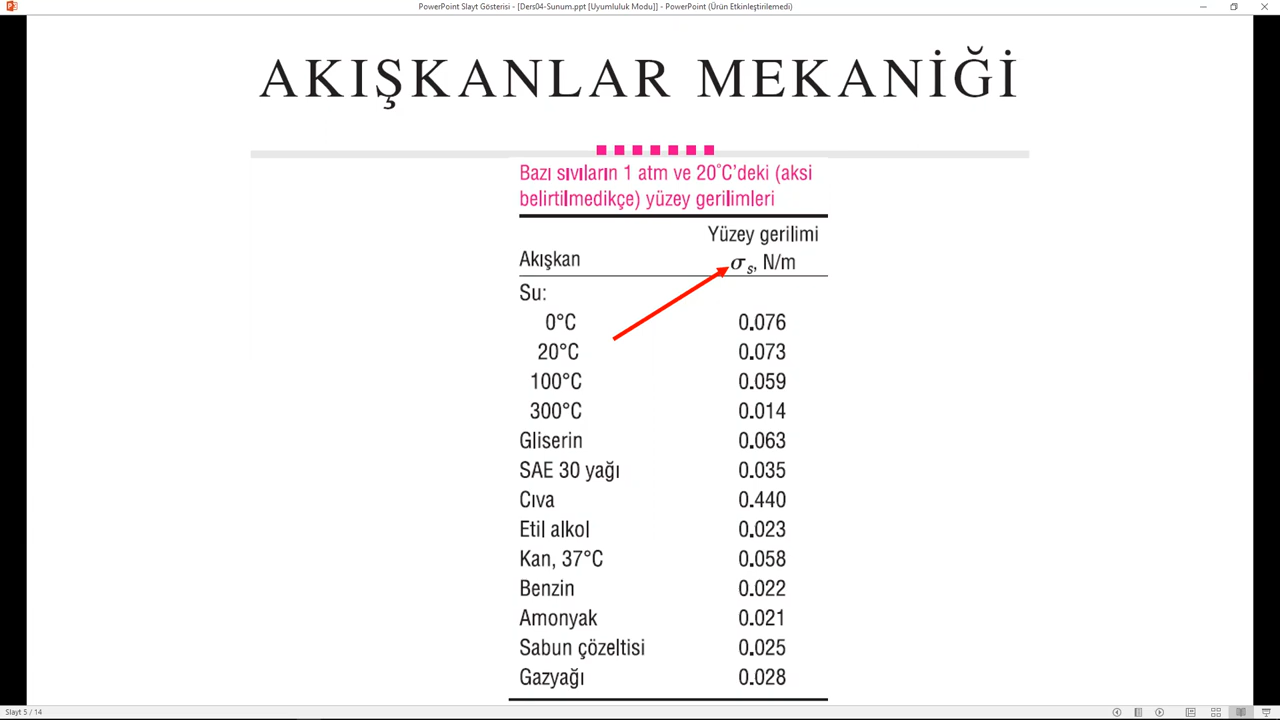 PowerPoint Slayt Gösterisi - [Ders04-Sunum.ppt [Uyumluluk Modu]] - PowerPoint (Ürün Etkinleştirilemedi)
AKIŞKANLAR MEKANİĞİ
Bazı sıvıların 1 atm ve 20°C'deki (aksi
belirtilmedikçe) yüzey gerilimleri
Yüzey gerilimi
Akışkan σs, N/m
Su:
0°C 0.076
20°C 0.073
100°C 0.059
300°C 0.014
Gliserin 0.063
SAE 30 yağı 0.035
Cıva 0.440
Etil alkol 0.023
Kan, 37°C 0.058
Benzin 0.022
Amonyak 0.021
Sabun çözeltisi 0.025
Gazyağı 0.028
Slayt 5 / 14